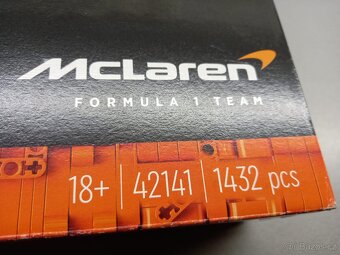 McLaren
FORMULA 1 TEAM
18+ | 42141 | 1432 pcs